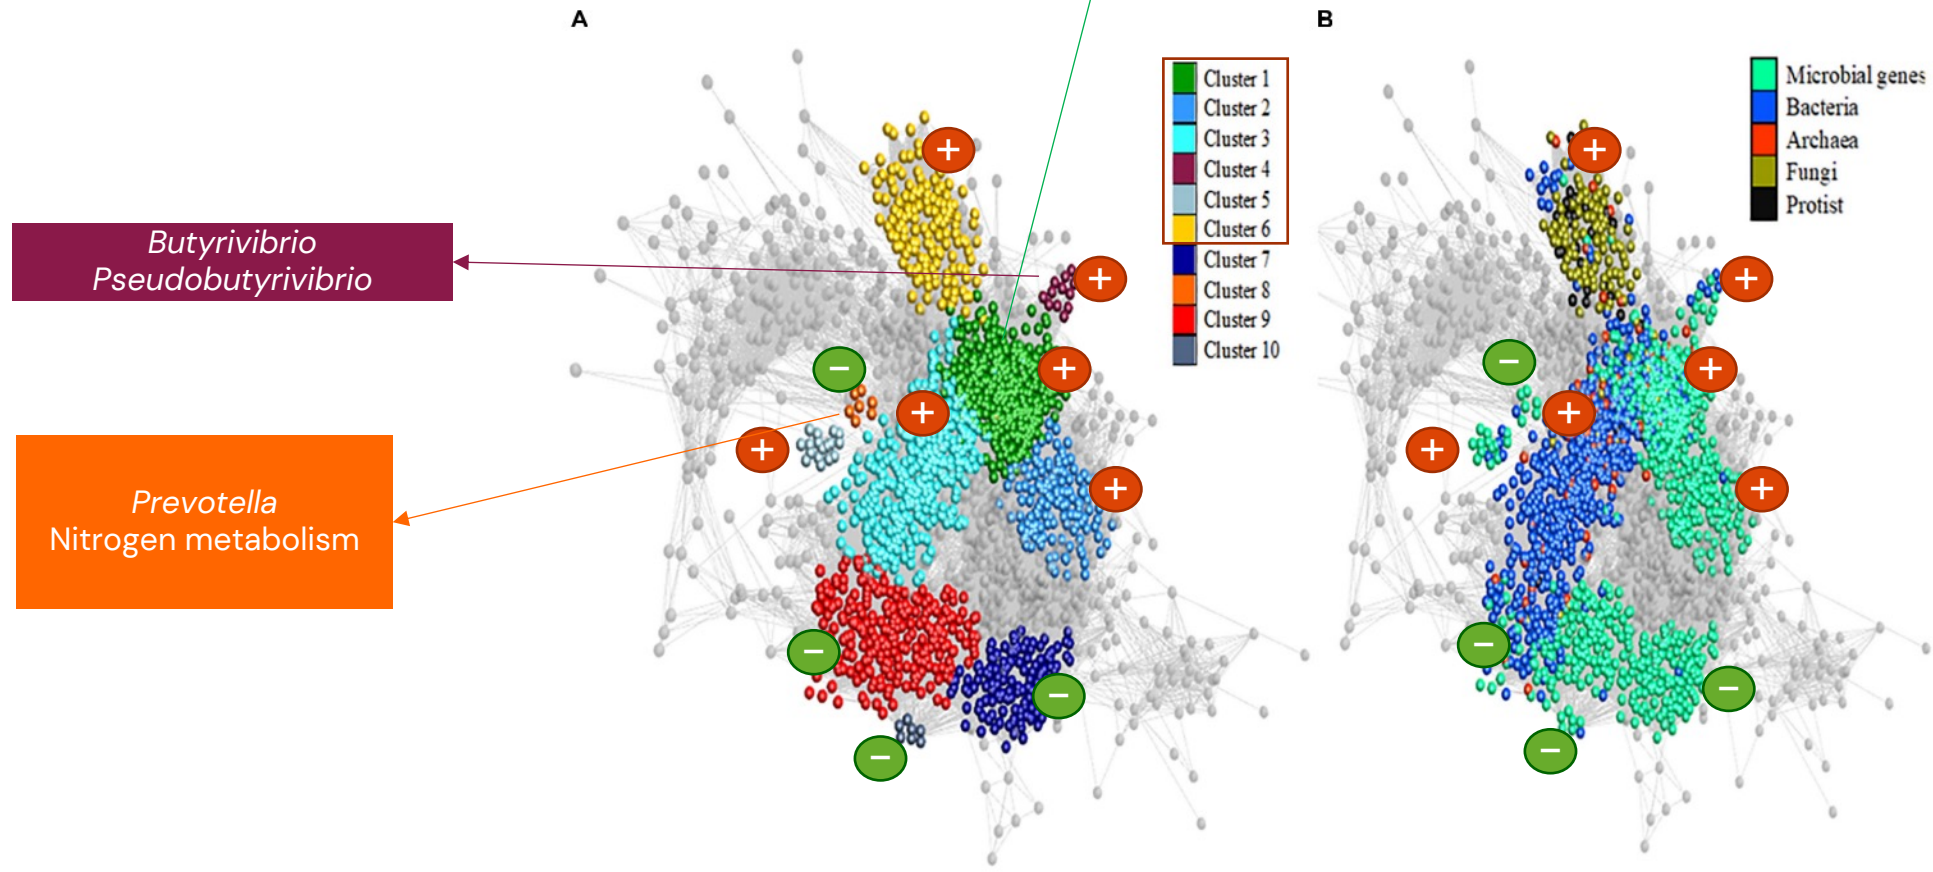 A
B
Cluster 1
Cluster 2
Cluster 3
Cluster 4
Cluster 5
Cluster 6
Cluster 7
Cluster 8
Cluster 9
Cluster 10
Microbial genes
Bacteria
Archaea
Fungi
Protist
Butyrivibrio
Pseudobutyrivibrio
Prevotella
Nitrogen metabolism
+
+
+
+
+
+
−
−
−
−
+
+
+
+
+
+
−
−
−
−